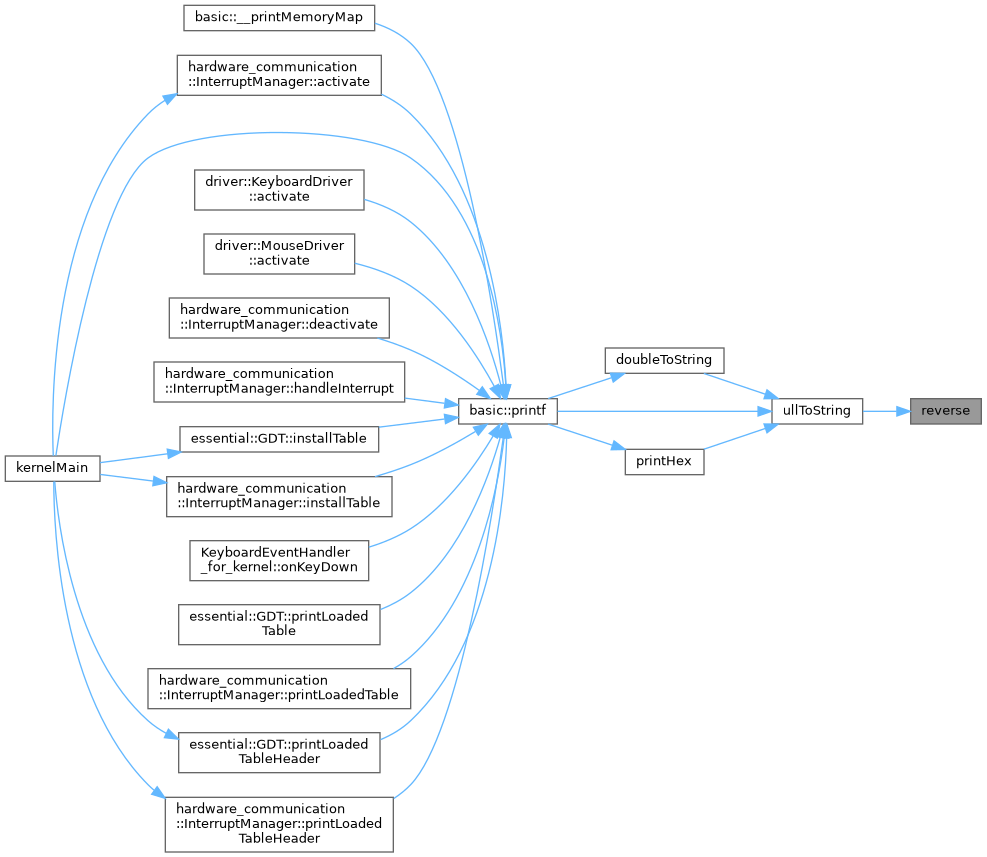 basic::__printMemoryMap
hardware_communication
::InterruptManager::activate
driver::KeyboardDriver
::activate
driver::MouseDriver
::activate
hardware_communication
::InterruptManager::deactivate
hardware_communication
::InterruptManager::handleInterrupt
essential::GDT::installTable
kernelMain
hardware_communication
::InterruptManager::installTable
KeyboardEventHandler
_for_kernel::onKeyDown
essential::GDT::printLoaded
Table
hardware_communication
::InterruptManager::printLoadedTable
essential::GDT::printLoaded
TableHeader
hardware_communication
::InterruptManager::printLoaded
TableHeader
basic::printf
doubleToString
printHex
ullToString
reverse